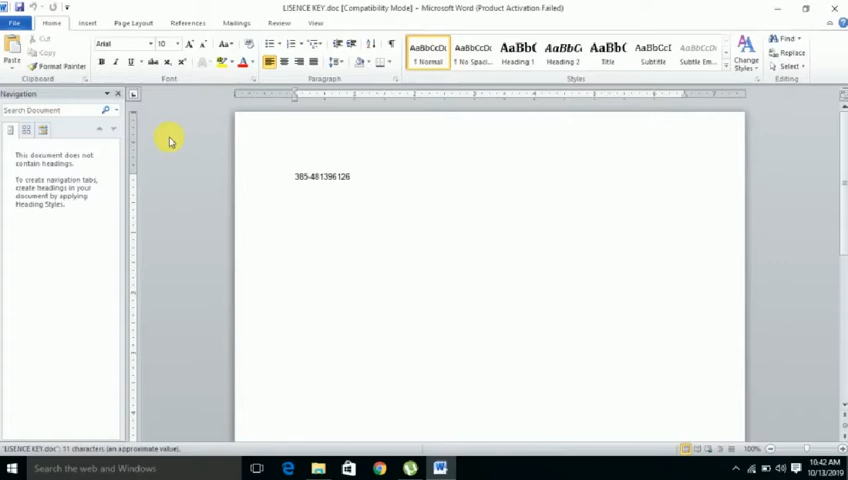 LISENCE KEY.doc [Compatibility Mode] - Microsoft Word (Product Activation Failed)
File Home Insert Page Layout References Mailings Review View
Paste
Cut
Copy
Format Painter
Clipboard
Arial 10
Font
Paragraph
AaBbCcDc AaBbCcDc AaBb( AaBbC AaBb( AaBbCcI AaBbCcI
¶ Normal ¶ No Spaci... Heading 1 Heading 2 Title Subtitle Subtle Em...
Change Styles
Styles
Find
Replace
Select
Editing
Navigation
Search Document
This document does not
contain headings.
To create navigation tabs,
create headings in your
document by applying
Heading Styles.
385-481396126
'LISENCE KEY.doc': 11 characters (an approximate value).
100%
Search the web and Windows
10:42 AM
10/13/2019